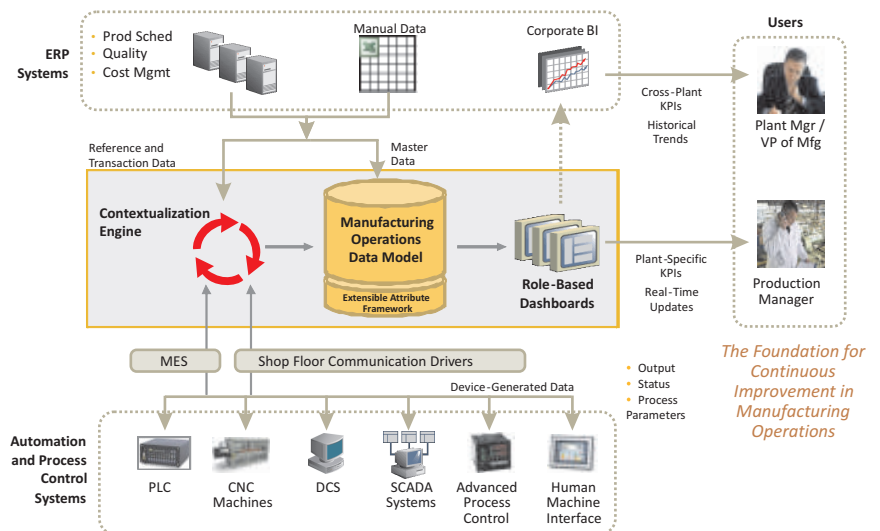 ERP
Systems
• Prod Sched
• Quality
• Cost Mgmt
Manual Data
Corporate BI
Users
Cross-Plant
KPIs
Historical
Trends
Plant Mgr /
VP of Mfg
Reference and
Transaction Data
Master
Data
Contextualization
Engine
Manufacturing
Operations
Data Model
Extensible Attribute
Framework
Role-Based
Dashboards
Plant-Specific
KPIs
Real-Time
Updates
Production
Manager
MES
Shop Floor Communication Drivers
Device-Generated Data
• Output
• Status
• Process
Parameters
The Foundation for
Continuous
Improvement in
Manufacturing
Operations
Automation
and Process
Control
Systems
PLC
CNC
Machines
DCS
SCADA
Systems
Advanced
Process
Control
Human
Machine
Interface